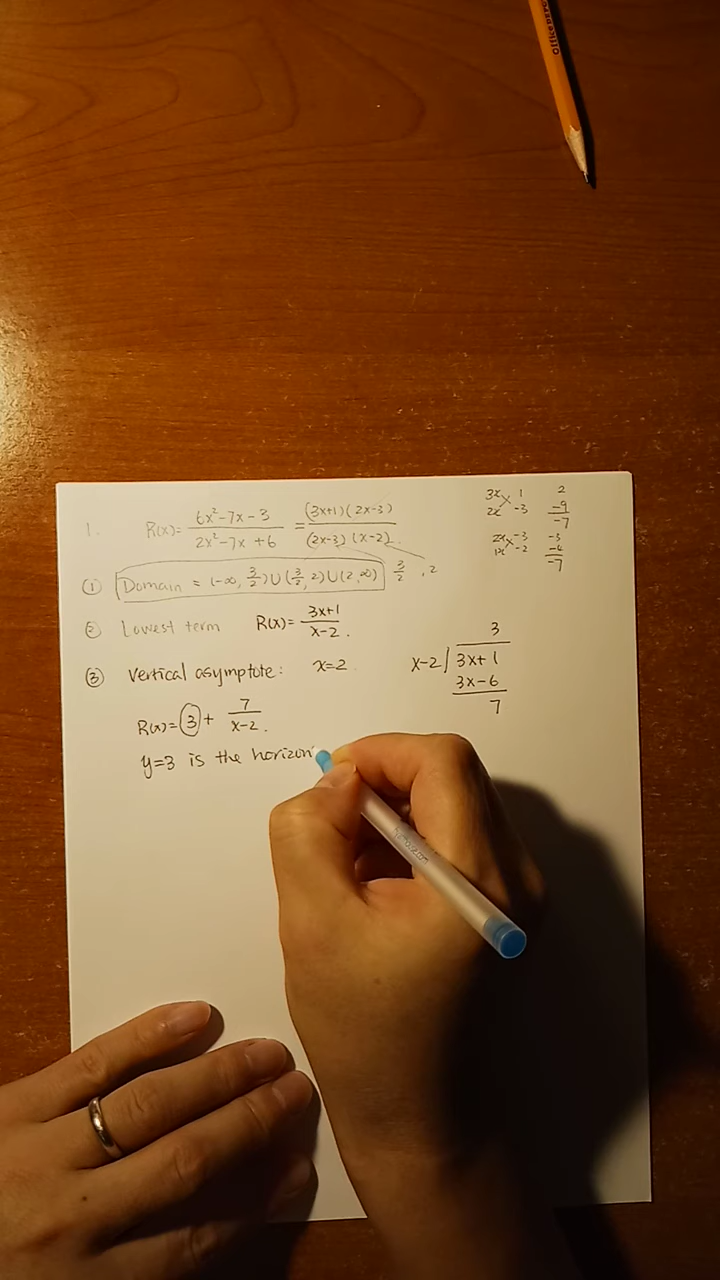 1. R(x)= 6x²-7x-3 / 2x²-7x+6 = (3x+1)(2x-3) / (2x-3)(x-2).
3x 1 2
2x -3 -9
-7
2x -3 -3
1x -2 -4
-7
① Domain = (-∞, 3/2)∪(3/2, 2)∪(2, ∞) 3/2, 2
② Lowest term R(x)= 3x+1 / x-2.
③ Vertical asymptote: x=2.
3
x-2 3x+1
3x-6
7
R(x)= 3 + 7 / x-2.
y=3 is the horizon